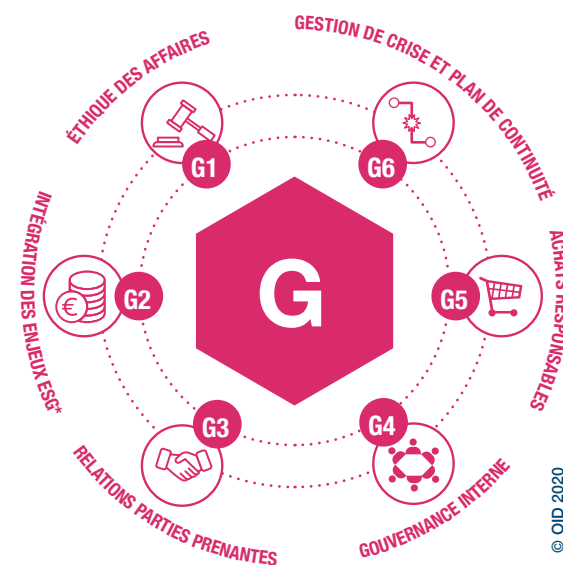 ÉTHIQUE DES AFFAIRES
GESTION DE CRISE ET PLAN DE CONTINUITÉ
G1
G6
INTÉGRATION DES ENJEUX ESG*
€
G2
G
G5
ACHATS RESPONSABLES
G3
G4
RELATIONS PARTIES PRENANTES
GOUVERNANCE INTERNE
© OID 2020